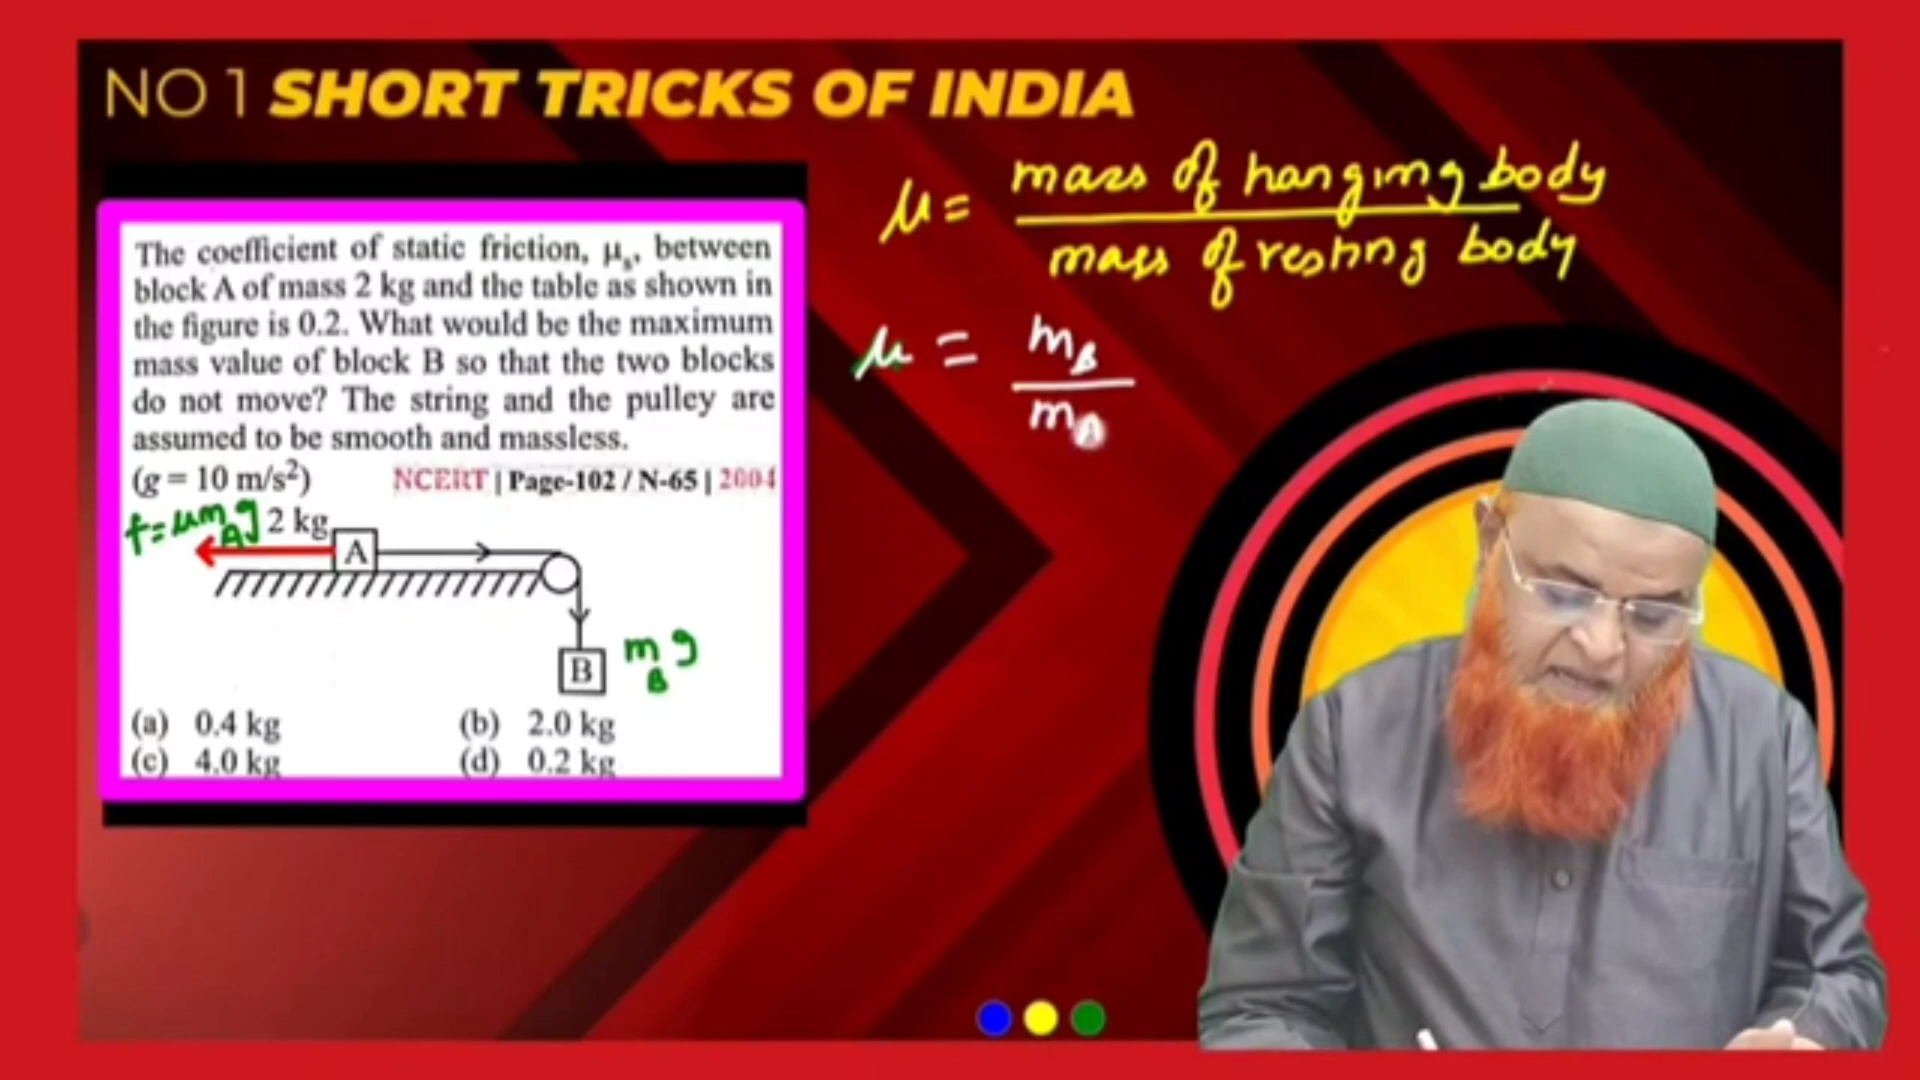 NO 1 SHORT TRICKS OF INDIA
μ = mass of hanging body
mass of resting body
μ = mB
mA
The coefficient of static friction, μs, between
block A of mass 2 kg and the table as shown in
the figure is 0.2. What would be the maximum
mass value of block B so that the two blocks
do not move? The string and the pulley are
assumed to be smooth and massless.
(g = 10 m/s²) NCERT | Page-102 / N-65 | 2004
f = μmAg 2 kg
A
mBg
B
(a) 0.4 kg (b) 2.0 kg
(c) 4.0 kg (d) 0.2 kg